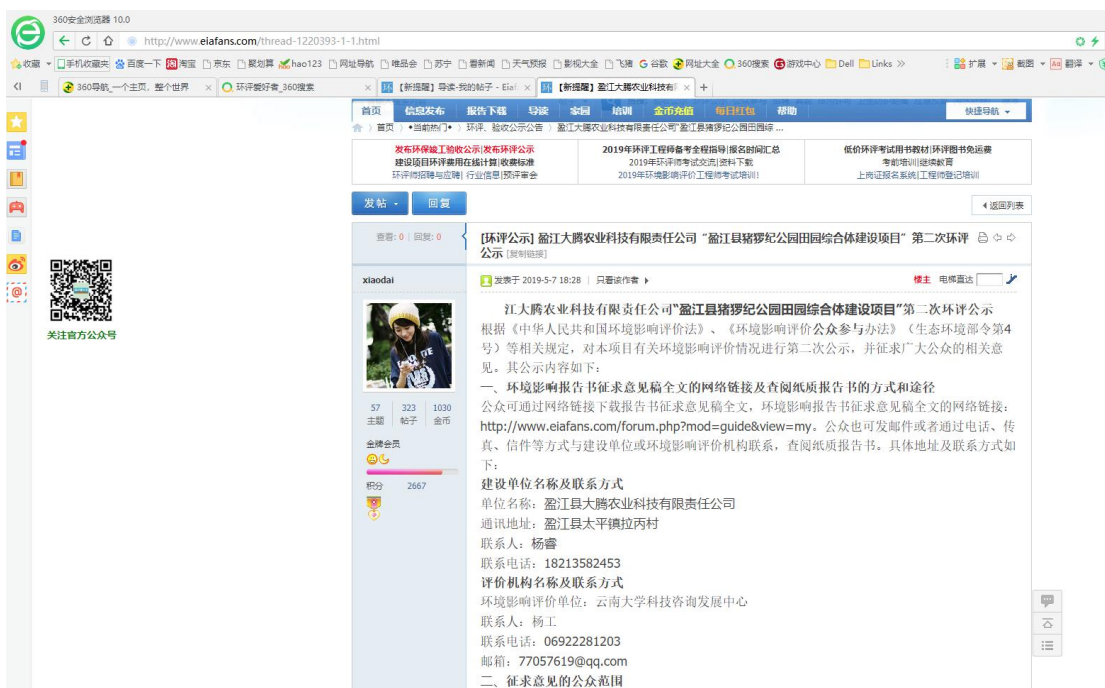 360安全浏览器 10.0
http://www.eiafans.com/thread-1220393-1-1.html
收藏 手机收藏夹 百度一下 淘宝 京东 聚划算 hao123 网址导航 唯品会 苏宁 看新闻 天气预报 影视大全 飞猪 谷歌 网址大全 360搜索 游戏中心 Dell Links 扩展 截图 翻译
360导航_一个主页，整个世界 环评爱好者_360搜索 【新提醒】导读-我的帖子 - Eiaf 【新提醒】盈江大腾农业科技有
首页 信息发布 报告下载 导读 家园 培训 金币充值 每日红包 帮助 快捷导航
首页 •当前热门• 环评、验收公示公告 盈江大腾农业科技有限责任公司“盈江县猪猡纪公园田园综 ...
发布环保竣工验收公示|发布环评公示 2019年环评工程师备考全程指导|报名时间汇总 低价环评考试用书教材|环评图书免运费
建设项目环评费用在线计算|收费标准 2019年环评师考试交流|资料下载 考前培训|继续教育
环评师招聘与应聘| 行业信息|预评审会 2019年环境影响评价工程师考试培训! 上岗证报名系统|工程师登记培训
发帖 回复 返回列表
查看: 0 | 回复: 0
[环评公示] 盈江大腾农业科技有限责任公司 “盈江县猪猡纪公园田园综合体建设项目” 第二次环评
公示 [复制链接]
xiaodai
发表于 2019-5-7 18:28 | 只看该作者 楼主 电梯直达
关注官方公众号
57 323 1030
主题 帖子 金币
金牌会员
积分 2667
江大腾农业科技有限责任公司"盈江县猪猡纪公园田园综合体建设项目"第二次环评公示
根据《中华人民共和国环境影响评价法》、《环境影响评价公众参与办法》（生态环境部令第4
号）等相关规定，对本项目有关环境影响评价情况进行第二次公示，并征求广大公众的相关意
见。其公示内容如下：
一、环境影响报告书征求意见稿全文的网络链接及查阅纸质报告书的方式和途径
公众可通过网络链接下载报告书征求意见稿全文，环境影响报告书征求意见稿全文的网络链接：
http://www.eiafans.com/forum.php?mod=guide&view=my。公众也可发邮件或者通过电话、传
真、信件等方式与建设单位或环境影响评价机构联系，查阅纸质报告书。具体地址及联系方式如
下：
建设单位名称及联系方式
单位名称：盈江县大腾农业科技有限责任公司
通讯地址：盈江县太平镇拉丙村
联系人：杨睿
联系电话：18213582453
评价机构名称及联系方式
环境影响评价单位：云南大学科技咨询发展中心
联系人：杨工
联系电话：06922281203
邮箱：77057619@qq.com
二、征求意见的公众范围